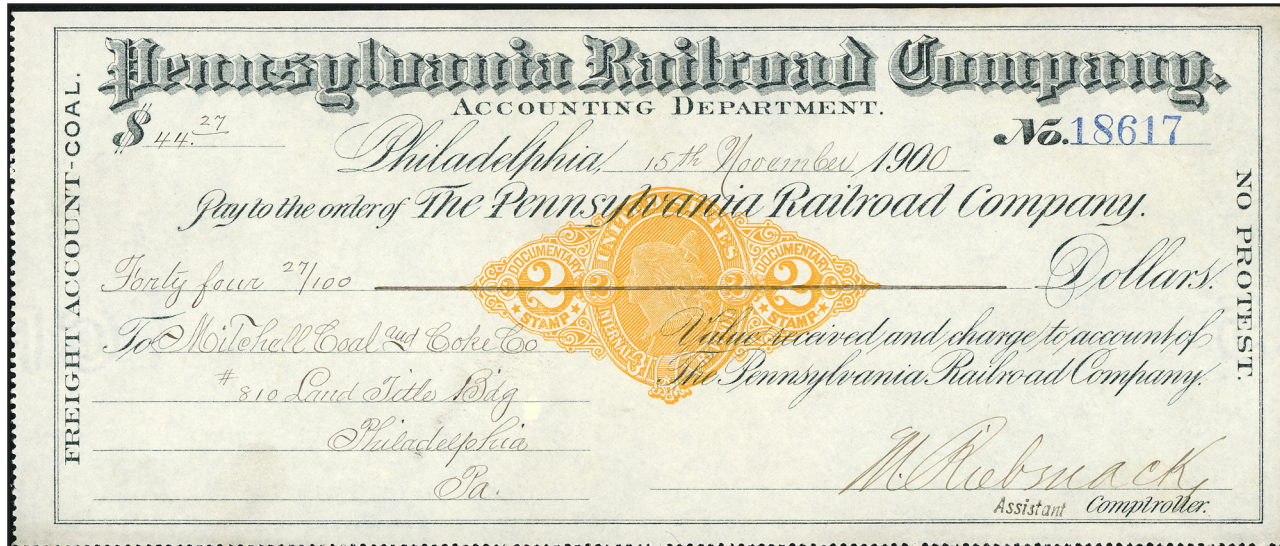 Pennsylvania Railroad Company.
ACCOUNTING DEPARTMENT.
$ 44.27
No. 18617
Philadelphia, 15th November 1900
Pay to the order of The Pennsylvania Railroad Company.
Forty four 27/100 Dollars.
To Mitchell Coal and Coke Co
#810 Land Title Bdg
Philadelphia
Pa.
Value received and charge to account of
The Pennsylvania Railroad Company.
Assistant Comptroller.
FREIGHT ACCOUNT-COAL.
NO PROTEST.
UNITED STATES
DOCUMENTARY
2
STAMP
2
2
DOCUMENTARY
2
STAMP
INTERNAL